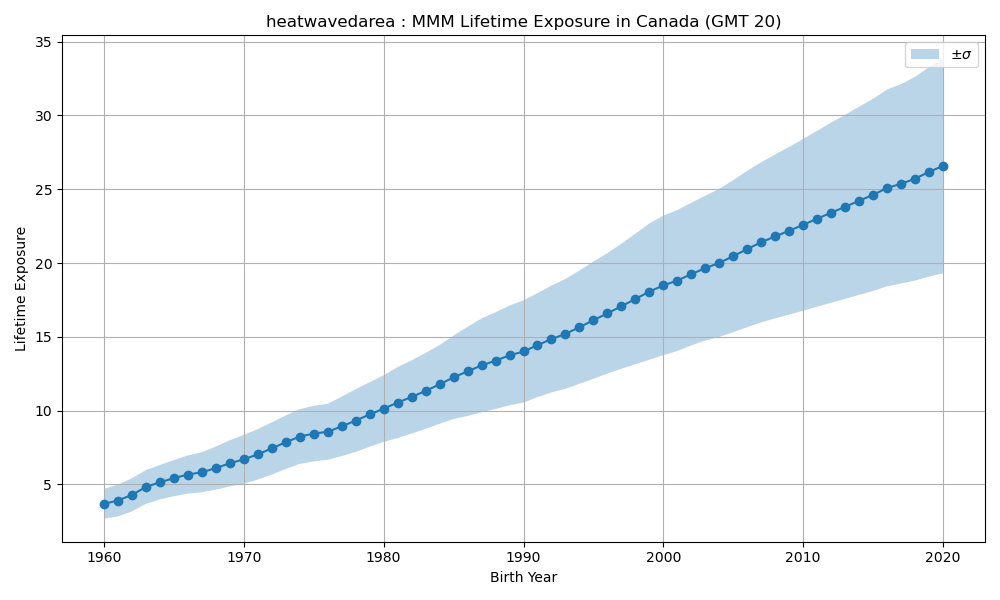 heatwavedarea : MMM Lifetime Exposure in Canada (GMT 20)
±σ
Lifetime Exposure
35
30
25
20
15
10
5
1960 1970 1980 1990 2000 2010 2020
Birth Year